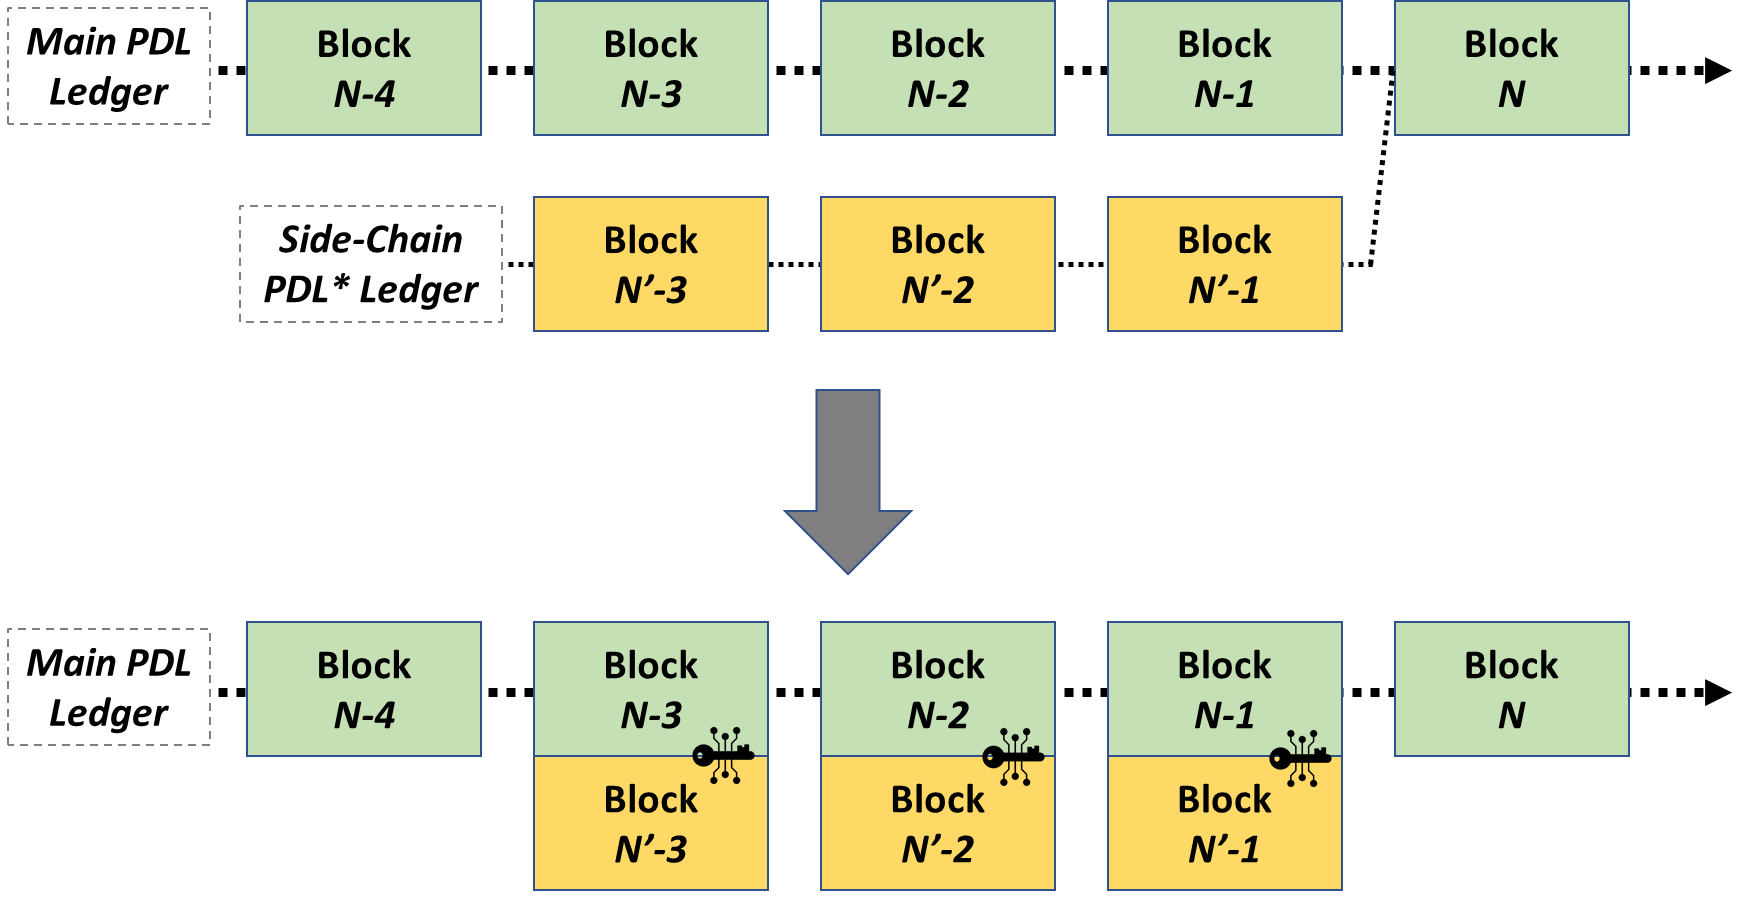 Main PDL
Ledger
Block
N-4
Block
N-3
Block
N-2
Block
N-1
Block
N
Side-Chain
PDL* Ledger
Block
N’-3
Block
N’-2
Block
N’-1
Main PDL
Ledger
Block
N-4
Block
N-3
Block
N-2
Block
N-1
Block
N
Block
N’-3
Block
N’-2
Block
N’-1